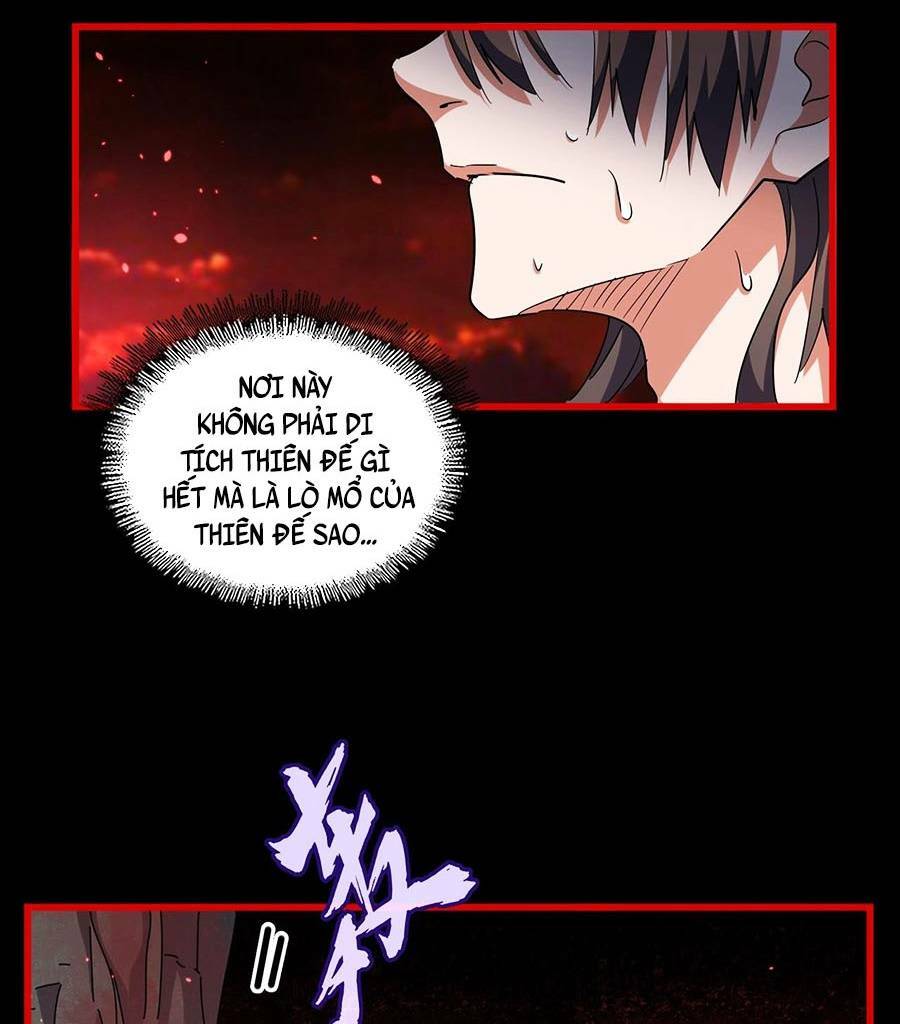 NƠI NÀY
KHÔNG PHẢI DI
TÍCH THIÊN ĐẾ GÌ
HẾT MÀ LÀ LÒ MỔ CỦA
THIÊN ĐẾ SAO...